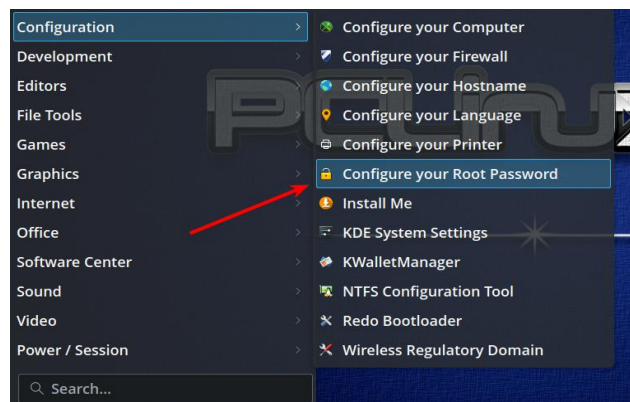 Configuration
Development
Editors
File Tools
Games
Graphics
Internet
Office
Software Center
Sound
Video
Power / Session
Search...
Configure your Computer
Configure your Firewall
Configure your Hostname
Configure your Language
Configure your Printer
Configure your Root Password
Install Me
KDE System Settings
KWalletManager
NTFS Configuration Tool
Redo Bootloader
Wireless Regulatory Domain